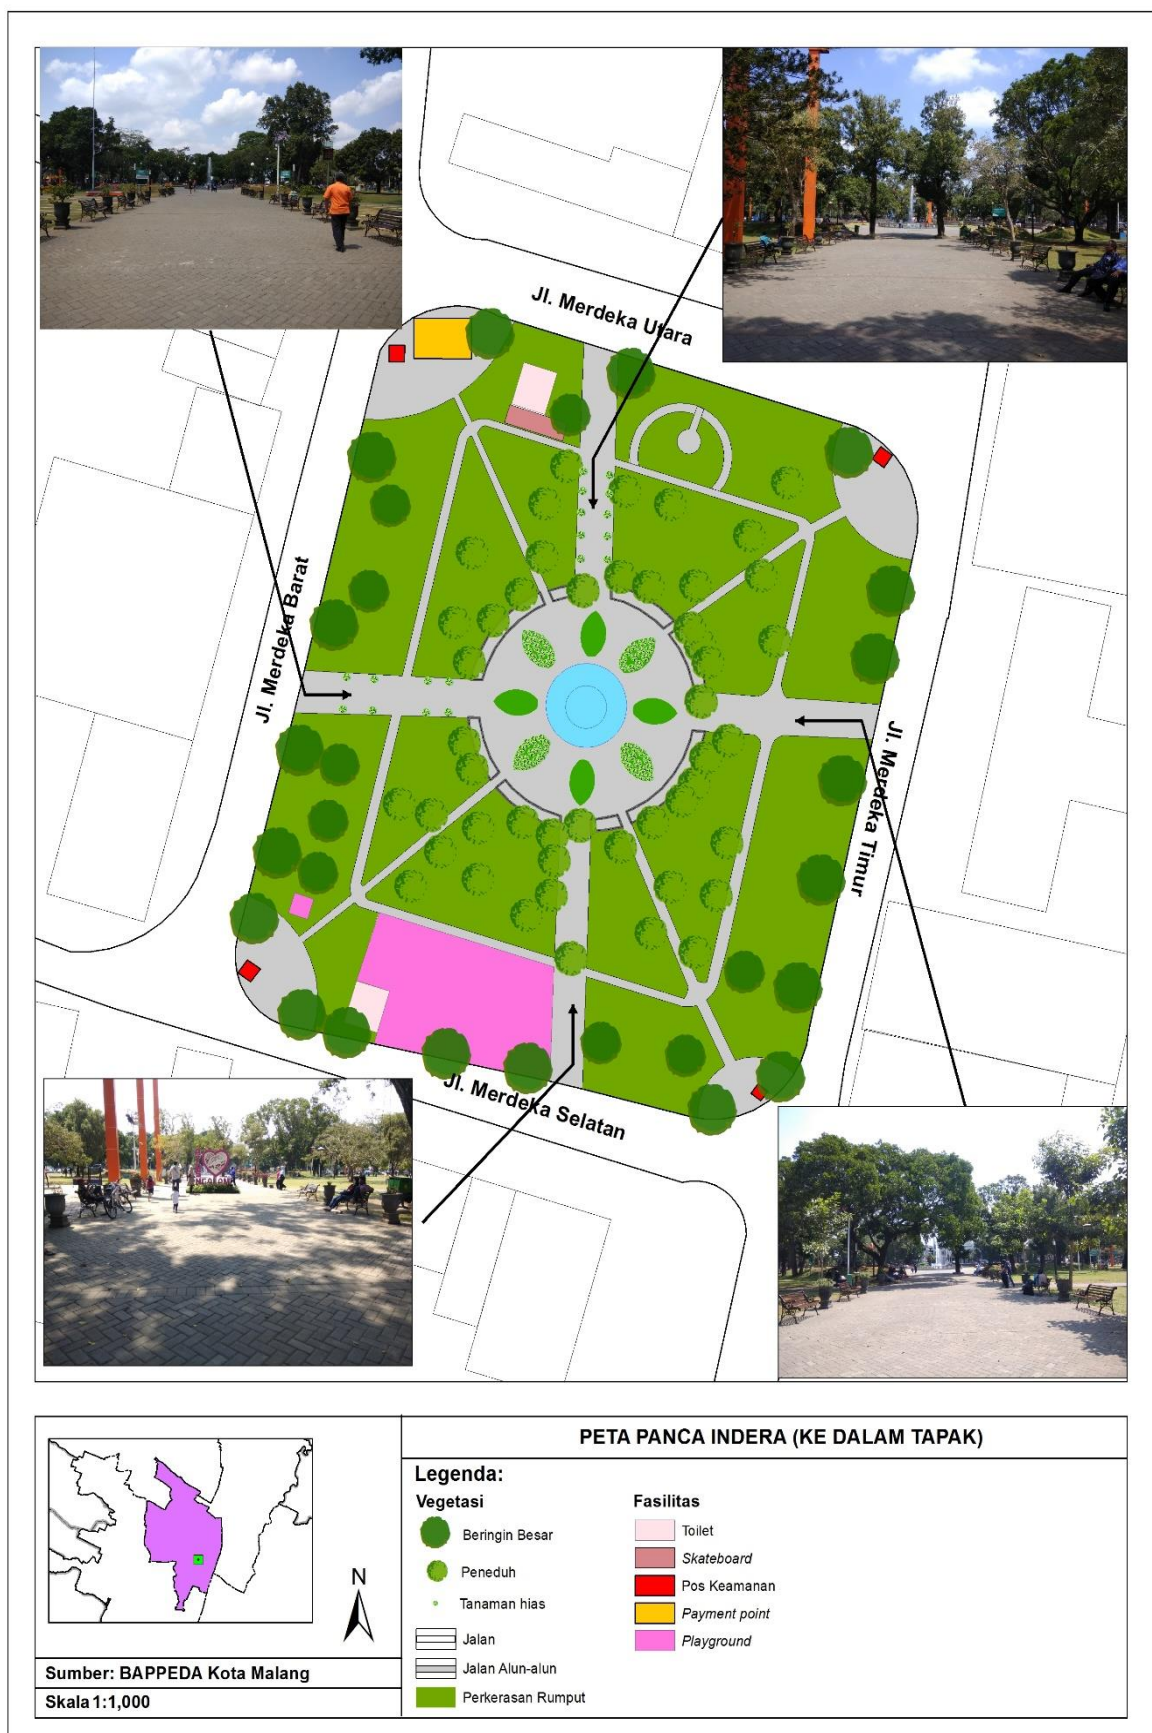 Jl. Merdeka Utara
Jl. Merdeka Barat
Jl. Merdeka Timur
Jl. Merdeka Selatan
PETA PANCA INDERA (KE DALAM TAPAK)
Legenda:
Vegetasi
Beringin Besar
Peneduh
Tanaman hias
Jalan
Jalan Alun-alun
Perkerasan Rumput
Fasilitas
Toilet
Skateboard
Pos Keamanan
Payment point
Playground
N
Sumber: BAPPEDA Kota Malang
Skala 1:1,000